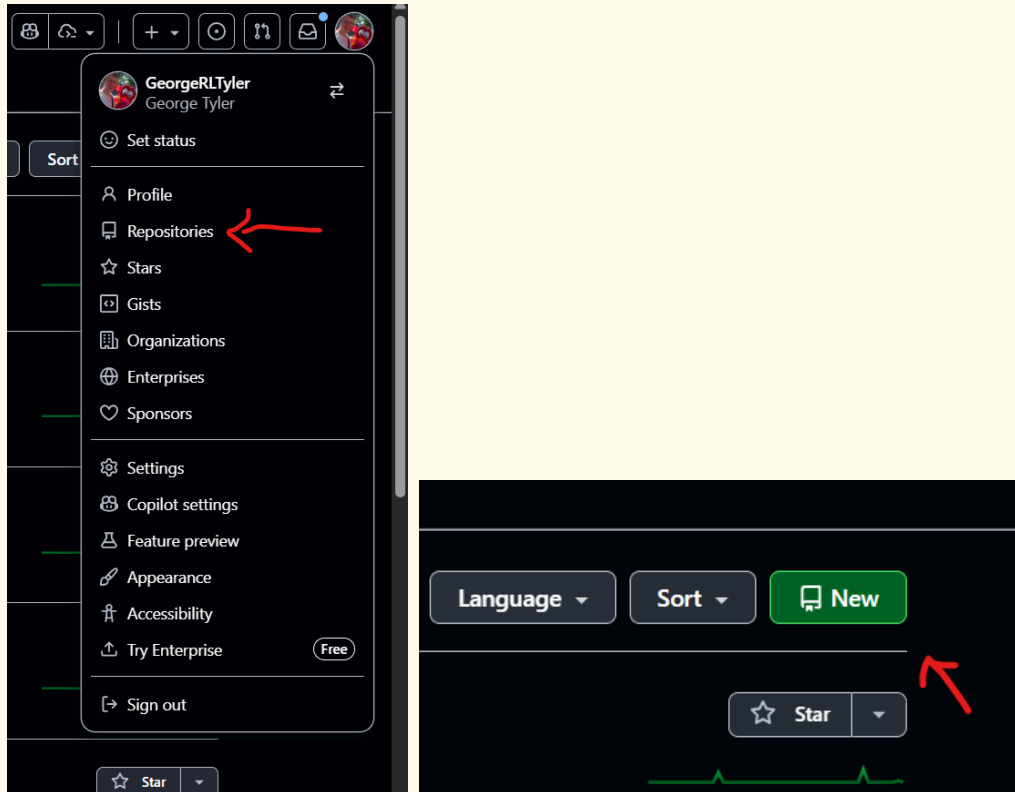 GeorgeRLTyler
George Tyler
Set status
Sort
Profile
Repositories
Stars
Gists
Organizations
Enterprises
Sponsors
Settings
Copilot settings
Feature preview
Appearance
Accessibility
Try Enterprise Free
Sign out
Star
Language Sort New
Star